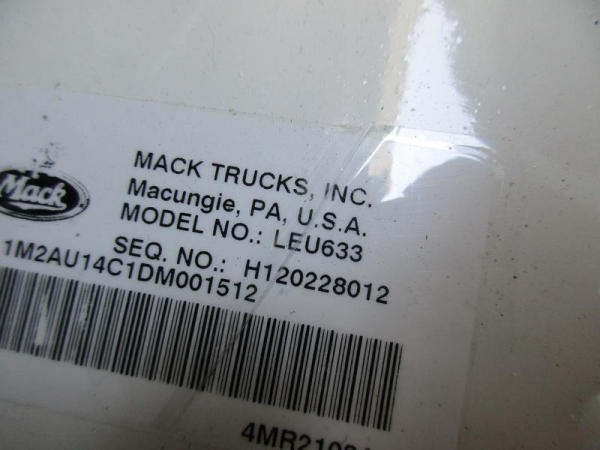 Mack
MACK TRUCKS, INC.
Macungie, PA, U.S.A.
MODEL NO.: LEU633
SEQ. NO.: H120228012
1M2AU14C1DM001512